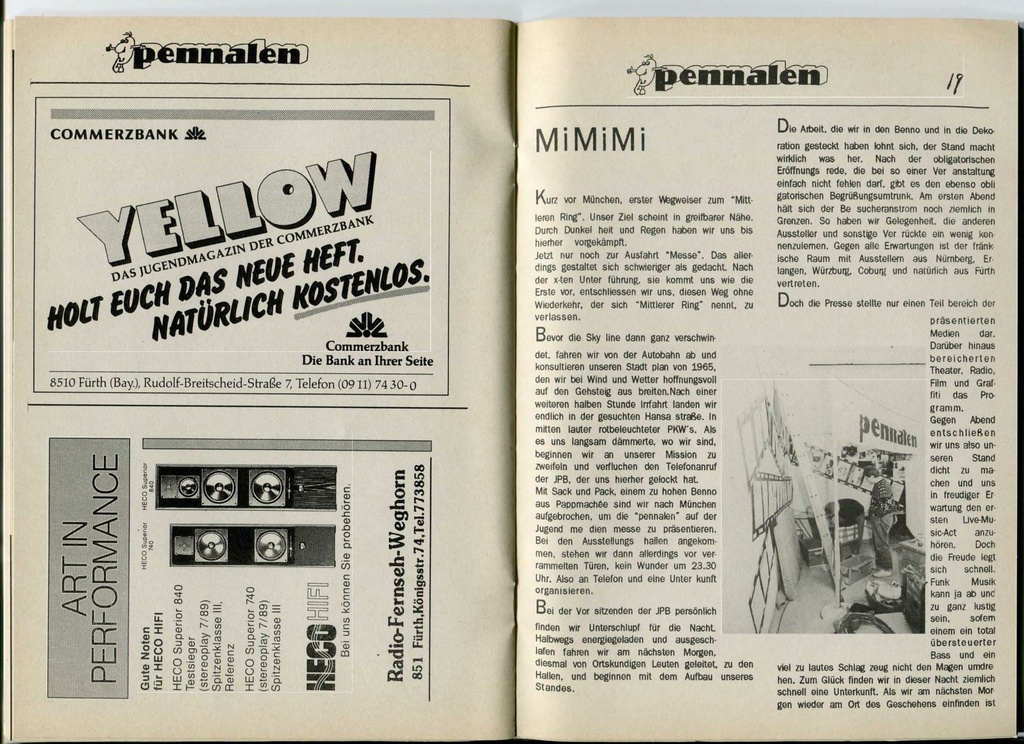 pennalen
COMMERZBANK
YELLOW
DAS JUGENDMAGAZIN DER COMMERZBANK
HOLT EUCH DAS NEUE HEFT.
NATÜRLICH KOSTENLOS.
Commerzbank
Die Bank an Ihrer Seite
8510 Fürth (Bay.), Rudolf-Breitscheid-Straße 7, Telefon (09 11) 74 30-0
ART IN
PERFORMANCE
Gute Noten
für HECO HIFI
HECO Superior 840
Testsieger
(stereoplay 7/89)
Spitzenklasse III,
Referenz
HECO Superior 740
(stereoplay 7/89)
Spitzenklasse III
HECO Superior
840
HECO Superior
740
HECO HIFI
Bei uns können Sie probehören.
Radio-Fernseh-Weghorn
851 Fürth,Königsstr.74,Tel.773858
pennalen
19
MiMiMi
Kurz vor München, erster Wegweiser zum "Mitt-
leren Ring". Unser Ziel scheint in greifbarer Nähe.
Durch Dunkel heit und Regen haben wir uns bis
hierher vorgekämpft.
Jetzt nur noch zur Ausfahrt "Messe". Das aller-
dings gestaltet sich schwieriger als gedacht. Nach
der x-ten Unter führung, sie kommt uns wie die
Erste vor, entschliessen wir uns, diesen Weg ohne
Wiederkehr, der sich "Mittlerer Ring" nennt, zu
verlassen.
Bevor die Sky line dann ganz verschwin-
det, fahren wir von der Autobahn ab und
konsultieren unseren Stadt plan von 1965,
den wir bei Wind und Wetter hoffnungsvoll
auf den Gehsteig aus breiten.Nach einer
weiteren halben Stunde Irrfahrt landen wir
endlich in der gesuchten Hansa straße. In
mitten lauter rotbeleuchteter PKW's. Als
es uns langsam dämmerte, wo wir sind,
beginnen wir an unserer Mission zu
zweifeln und verfluchen den Telefonanruf
der JPB, der uns hierher gelockt hat.
Mit Sack und Pack, einem zu hohen Benno
aus Pappmachée sind wir nach München
aufgebrochen, um die "pennalen" auf der
Jugend me dien messe zu präsentieren.
Bei den Ausstellungs hallen angekom-
men, stehen wir dann allerdings vor ver-
rammelten Türen, kein Wunder um 23.30
Uhr. Also an Telefon und eine Unter kunft
organisieren.
Bei der Vor sitzenden der JPB persönlich
finden wir Unterschlupf für die Nacht.
Halbwegs energiegeladen und ausgesch-
lafen fahren wir am nächsten Morgen,
diesmal von Ortskundigen Leuten geleitet, zu den
Hallen, und beginnen mit dem Aufbau unseres
Standes.
Die Arbeit, die wir in den Benno und in die Deko-
ration gesteckt haben lohnt sich, der Stand macht
wirklich was her. Nach der obligatorischen
Eröffnungs rede, die bei so einer Ver anstaltung
einfach nicht fehlen darf, gibt es den ebenso obli
gatorischen Begrüßungsumtrunk. Am ersten Abend
hält sich der Be sucheranstrom noch ziemlich in
Grenzen. So haben wir Gelegenheit, die anderen
Aussteller und sonstige Ver rückte ein wenig ken-
nenzulernen. Gegen alle Erwartungen ist der fränk
ische Raum mit Ausstellern aus Nürnberg, Er-
langen, Würzburg, Coburg und natürlich aus Fürth
vertreten.
Doch die Presse stellte nur einen Teil bereich der
präsentierten
Medien dar.
Darüber hinaus
bereicherten
Theater, Radio,
Film und Graf-
fiti das Pro-
gramm.
Gegen Abend
entschließen
wir uns also un-
seren Stand
dicht zu ma-
chen und uns
in freudiger Er-
wartung den er-
sten Live-Mu-
sic-Act anzu-
hören. Doch
die Freude legt
sich schnell.
Funk Musik
kann ja ab und
zu ganz lustig
sein, sofern
einem ein total
übersteuerter
Bass und ein
viel zu lautes Schlag zeug nicht den Magen umdre-
hen. Zum Glück finden wir in dieser Nacht ziemlich
schnell eine Unterkunft. Als wir am nächsten Mor-
gen wieder am Ort des Geschehens einfinden ist
pennalen